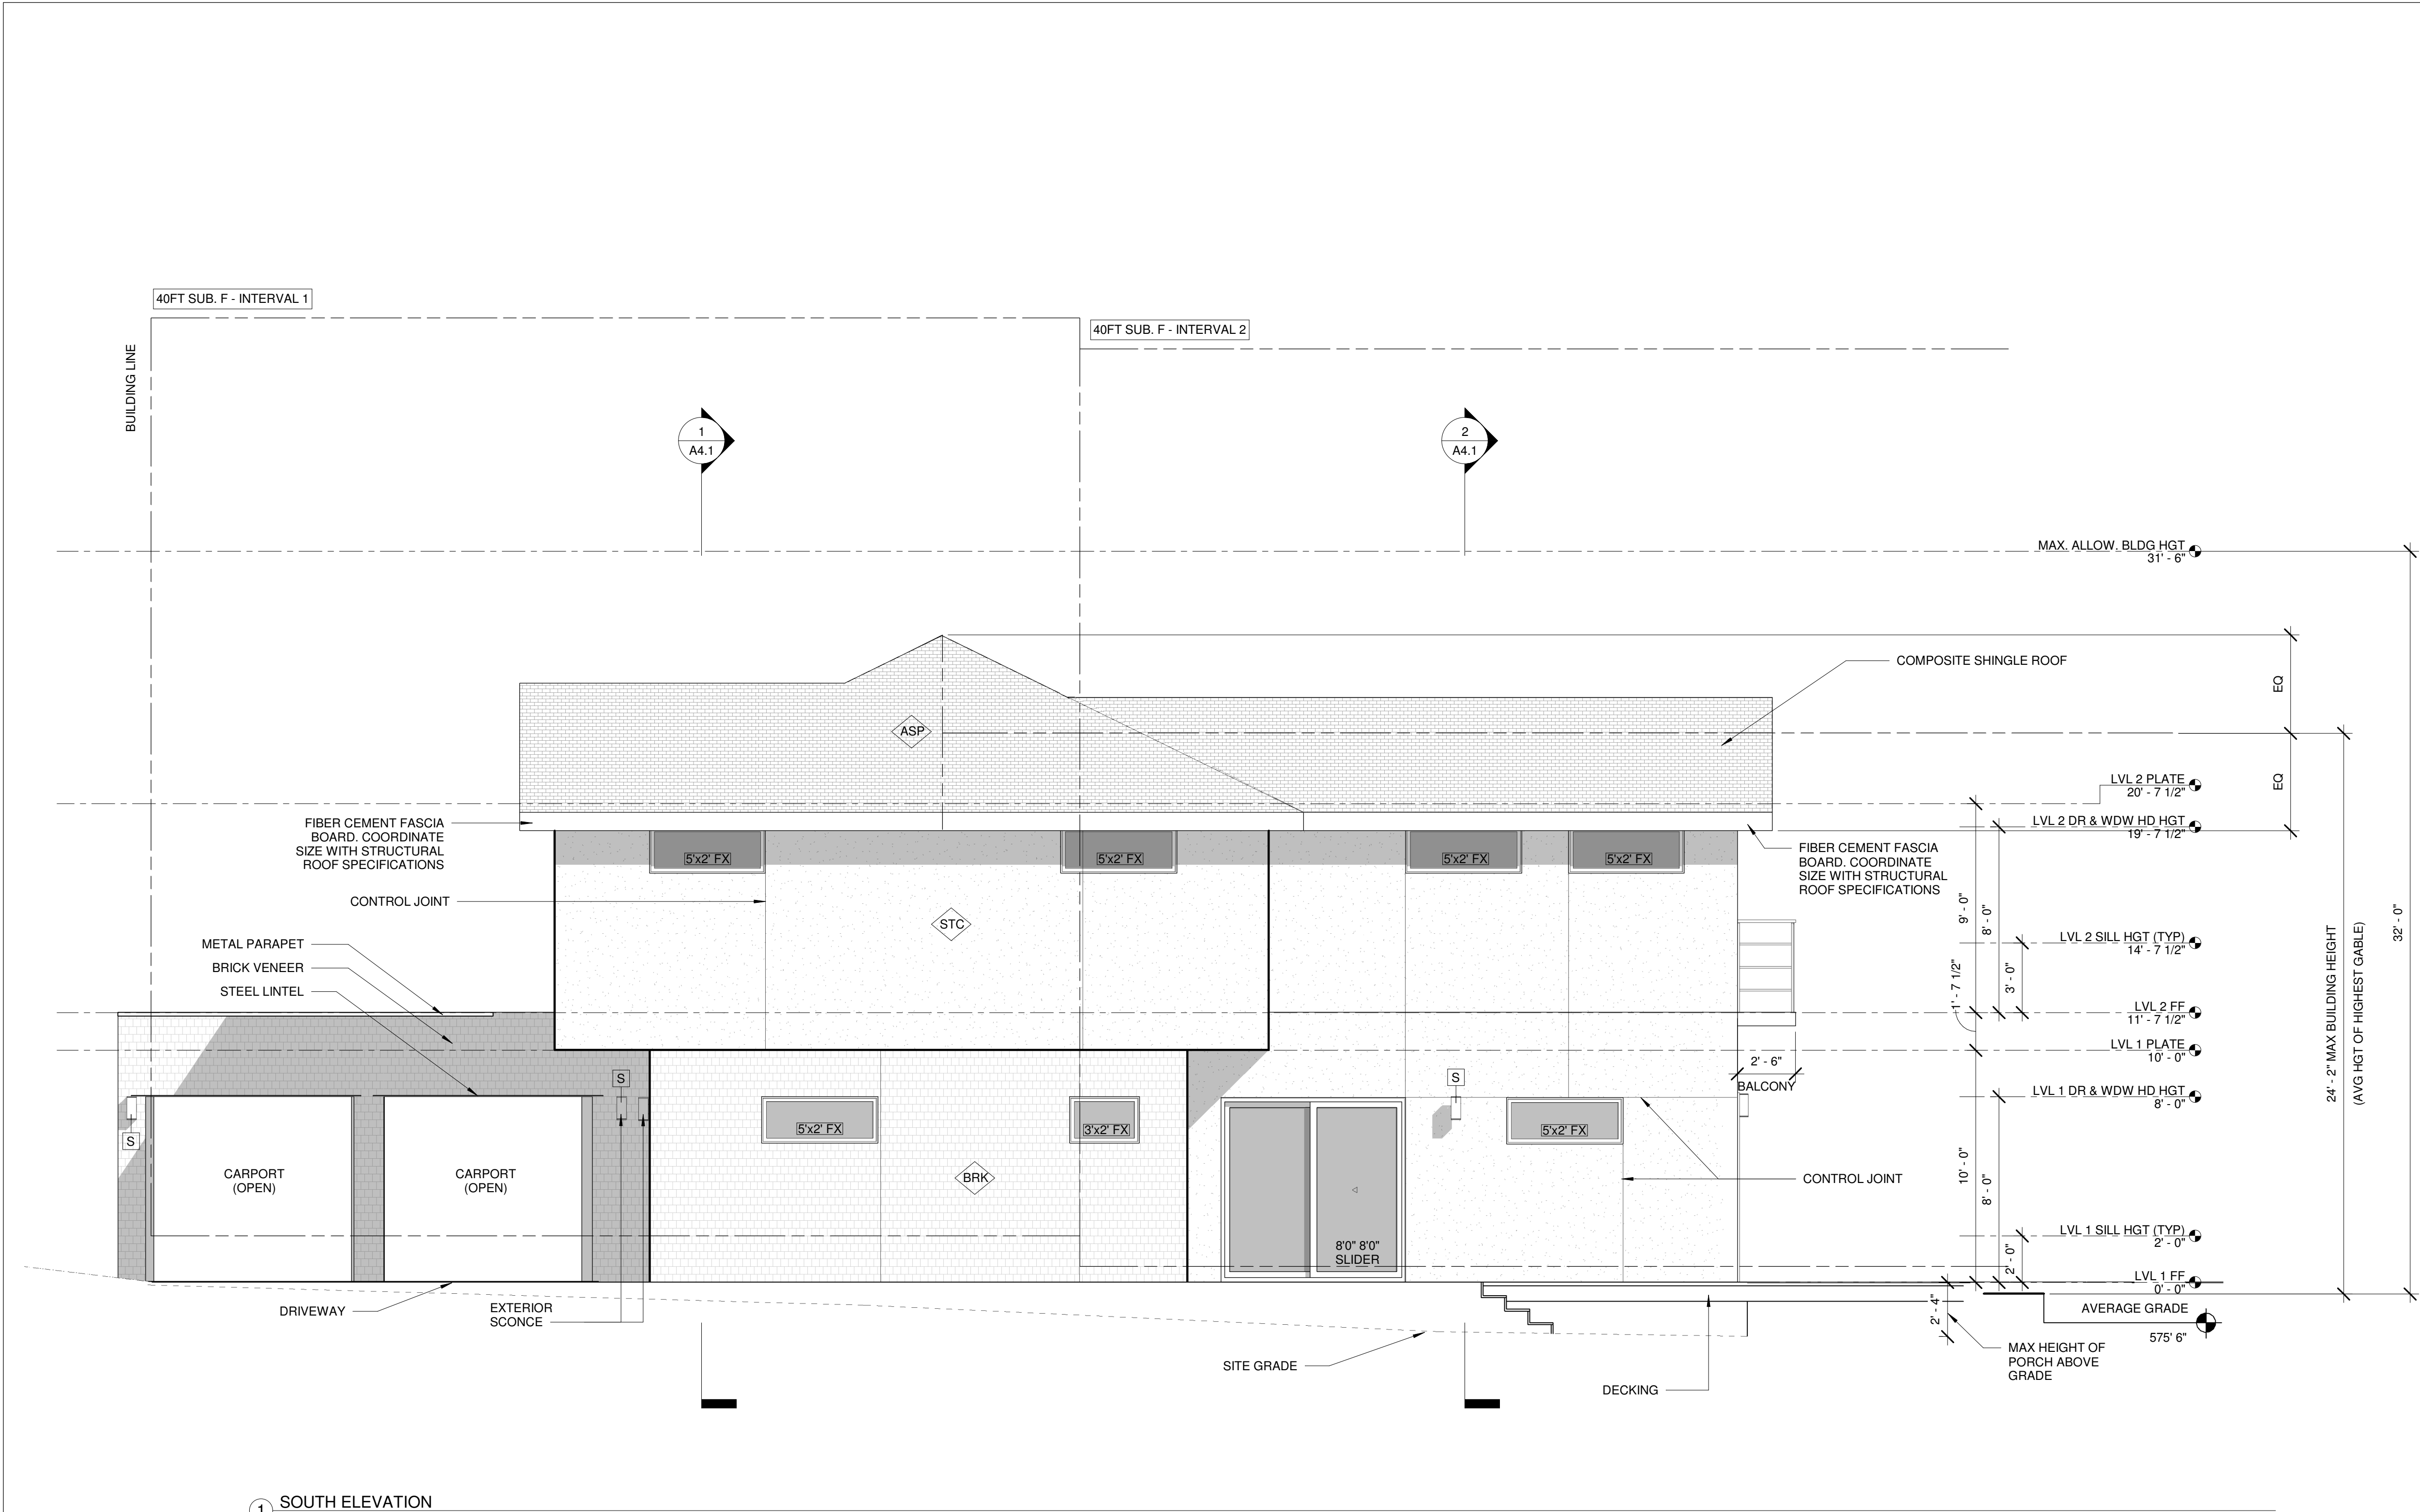 40FT SUB. F - INTERVAL 1
40FT SUB. F - INTERVAL 2
BUILDING LINE
1
A4.1
2
A4.1
MAX. ALLOW. BLDG HGT
31' - 6"
COMPOSITE SHINGLE ROOF
EQ
ASP
LVL 2 PLATE
20' - 7 1/2"
EQ
FIBER CEMENT FASCIA
BOARD. COORDINATE
SIZE WITH STRUCTURAL
ROOF SPECIFICATIONS
LVL 2 DR & WDW HD HGT
19' - 7 1/2"
FIBER CEMENT FASCIA
BOARD. COORDINATE
SIZE WITH STRUCTURAL
ROOF SPECIFICATIONS
5'x2' FX
5'x2' FX
5'x2' FX
5'x2' FX
CONTROL JOINT
STC
9' - 0"
8' - 0"
32' - 0"
METAL PARAPET
BRICK VENEER
STEEL LINTEL
LVL 2 SILL HGT (TYP)
14' - 7 1/2"
1' - 7 1/2"
3' - 0"
24' - 2" MAX BUILDING HEIGHT
(AVG HGT OF HIGHEST GABLE)
LVL 2 FF
11' - 7 1/2"
LVL 1 PLATE
10' - 0"
2' - 6"
BALCONY
S
S
LVL 1 DR & WDW HD HGT
8' - 0"
S
5'x2' FX
3'x2' FX
5'x2' FX
CARPORT
(OPEN)
CARPORT
(OPEN)
BRK
CONTROL JOINT
10' - 0"
8' - 0"
8'0" 8'0"
SLIDER
LVL 1 SILL HGT (TYP)
2' - 0"
2' - 0"
LVL 1 FF
0' - 0"
DRIVEWAY
EXTERIOR
SCONCE
2' - 4"
AVERAGE GRADE
575' 6"
SITE GRADE
MAX HEIGHT OF
PORCH ABOVE
GRADE
DECKING
1
SOUTH ELEVATION